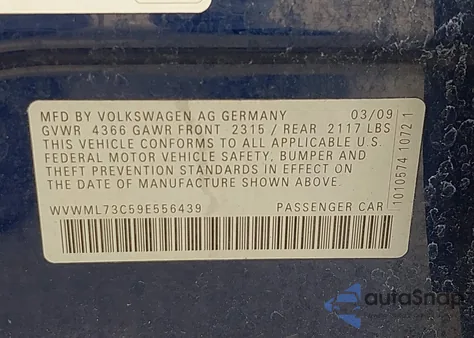 MFD BY VOLKSWAGEN AG GERMANY 03/09
GVWR 4366 GAWR FRONT 2315 / REAR 2117 LBS
THIS VEHICLE CONFORMS TO ALL APPLICABLE U.S.
FEDERAL MOTOR VEHICLE SAFETY, BUMPER AND
THEFT PREVENTION STANDARDS IN EFFECT ON THE
DATE OF MANUFACTURE SHOWN ABOVE.
WVWML73C59E556439 PASSENGER CAR
1010574 1072 1
autoSnap